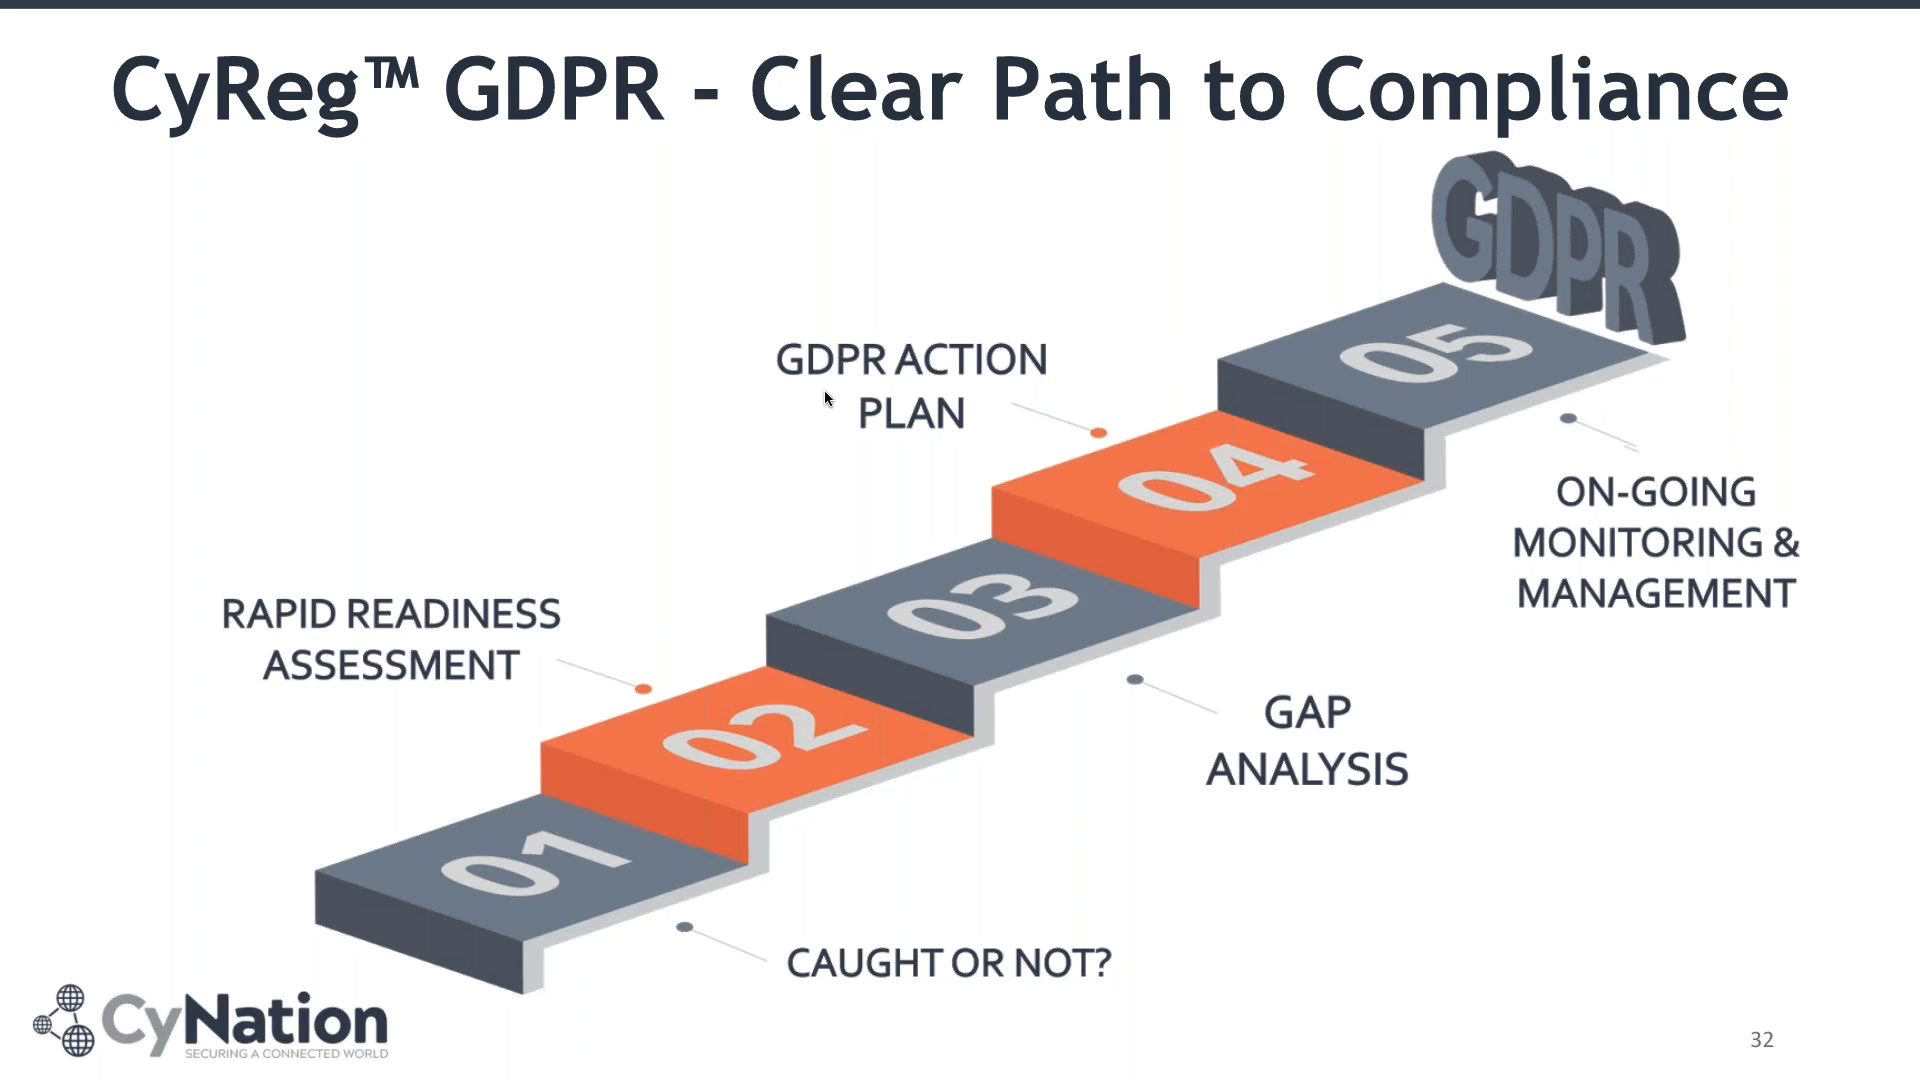 CyReg™ GDPR - Clear Path to Compliance
GDPR
05
GDPR ACTION
PLAN
04
ON-GOING
MONITORING &
MANAGEMENT
03
RAPID READINESS
ASSESSMENT
02
GAP
ANALYSIS
01
CAUGHT OR NOT?
CyNation
SECURING A CONNECTED WORLD
32